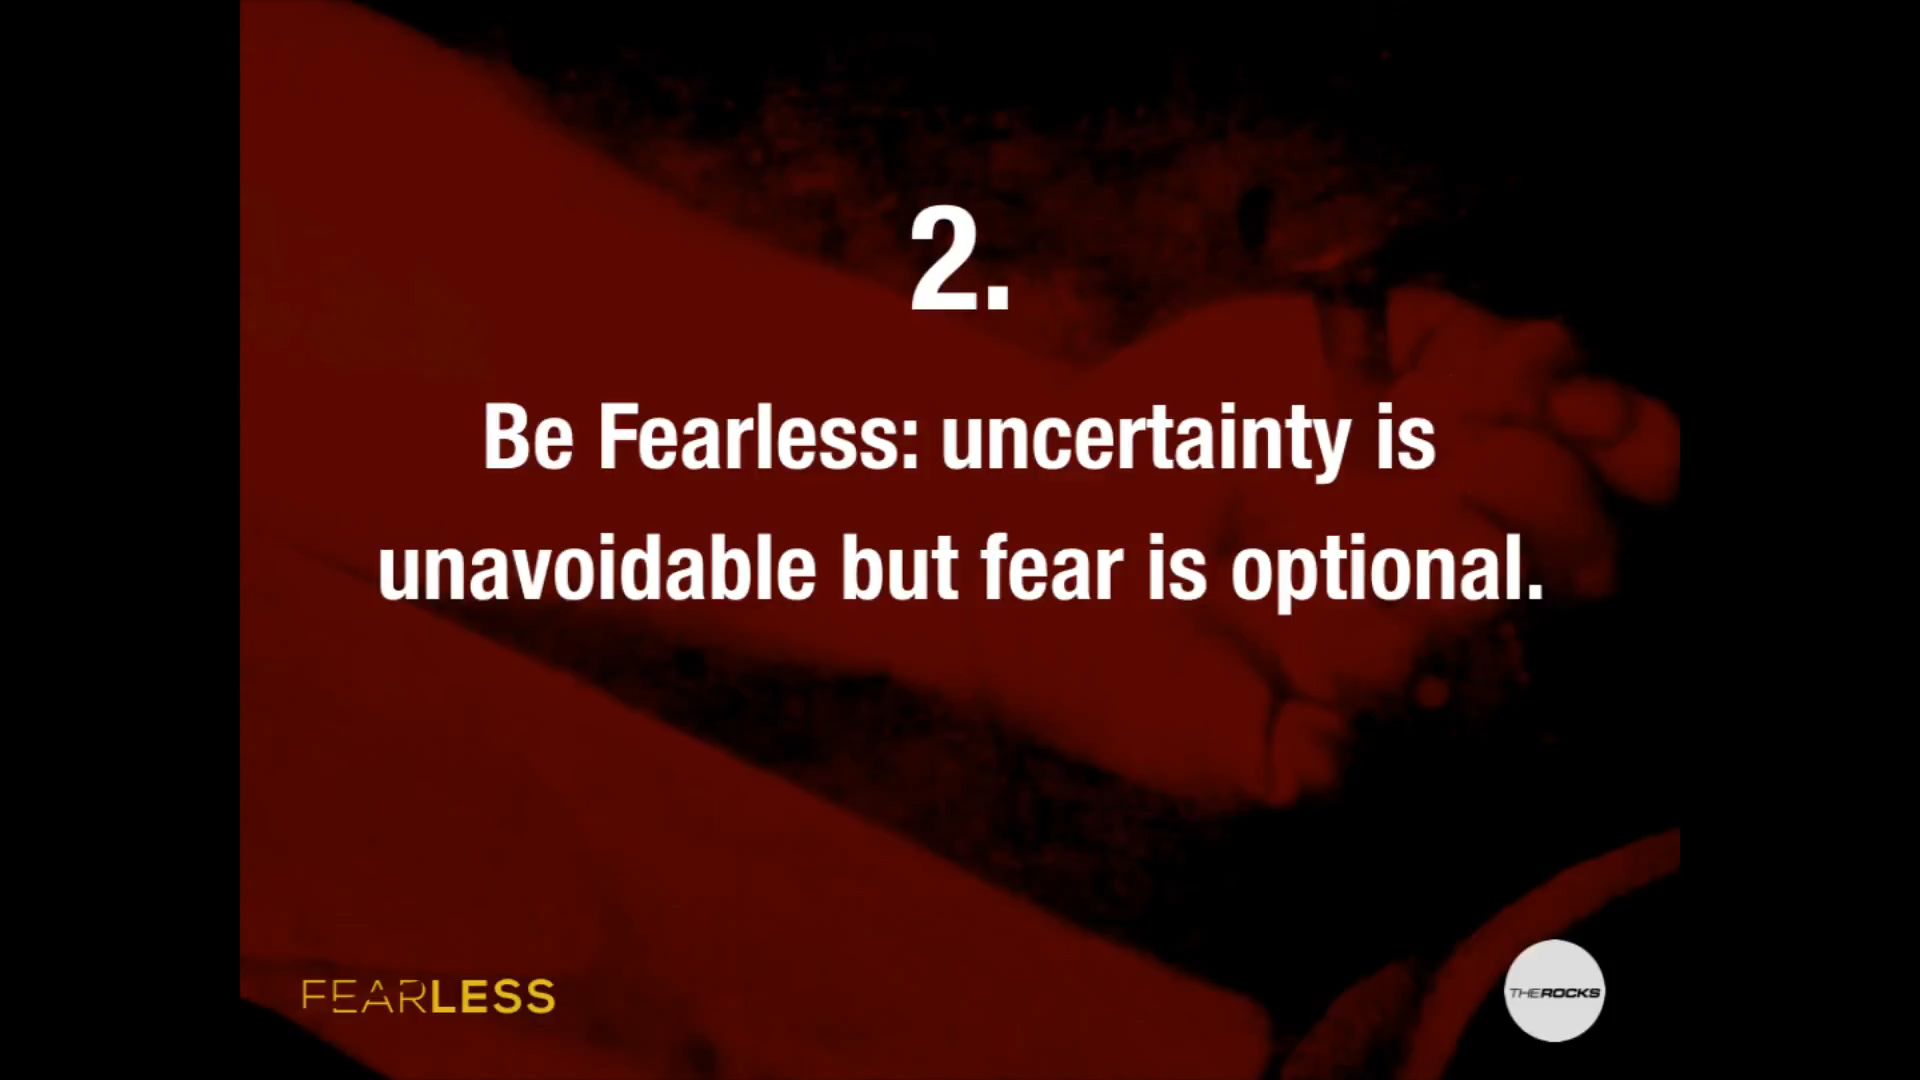 2.
Be Fearless: uncertainty is
unavoidable but fear is optional.
FEARLESS
THEROCKS